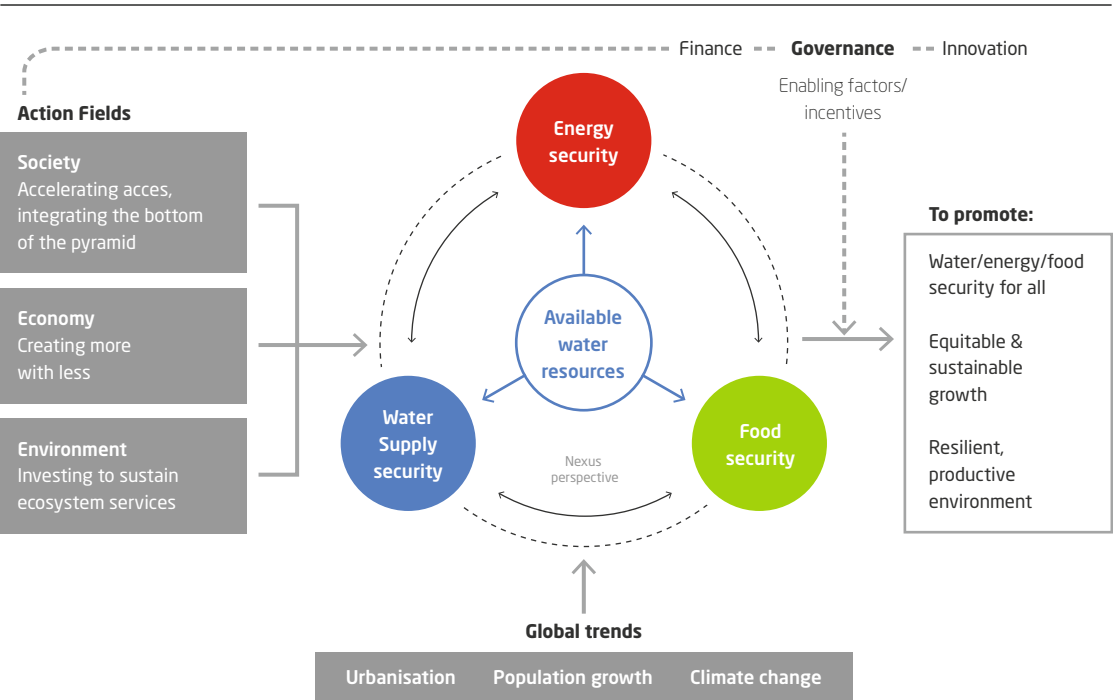 Finance Governance Innovation
Enabling factors/
incentives
Action Fields
Society
Accelerating acces,
integrating the bottom
of the pyramid
Economy
Creating more
with less
Environment
Investing to sustain
ecosystem services
Energy
security
Available
water
resources
Water
Supply
security
Food
security
Nexus
perspective
To promote:
Water/energy/food
security for all
Equitable &
sustainable
growth
Resilient,
productive
environment
Global trends
Urbanisation Population growth Climate change